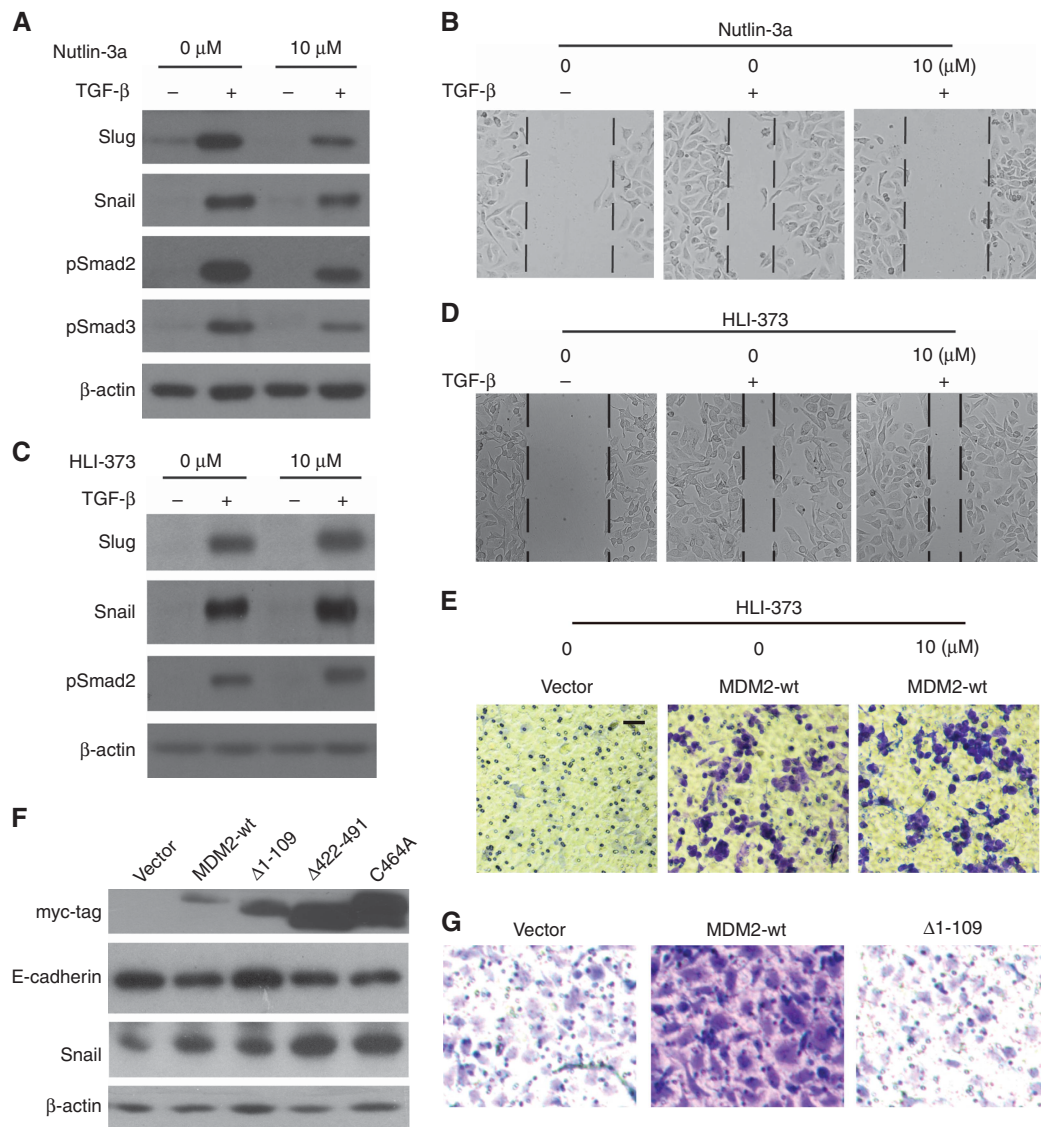 A
Nutlin-3a 0 μM 10 μM
TGF-β – + – +
Slug
Snail
pSmad2
pSmad3
β-actin
B
Nutlin-3a
0 0 10 (μM)
TGF-β – + +
C
HLI-373 0 μM 10 μM
TGF-β – + – +
Slug
Snail
pSmad2
β-actin
D
HLI-373
0 0 10 (μM)
TGF-β – + +
E
HLI-373
0 0 10 (μM)
Vector MDM2-wt MDM2-wt
F
Vector MDM2-wt Δ1-109 Δ422-491 C464A
myc-tag
E-cadherin
Snail
β-actin
G
Vector MDM2-wt Δ1-109